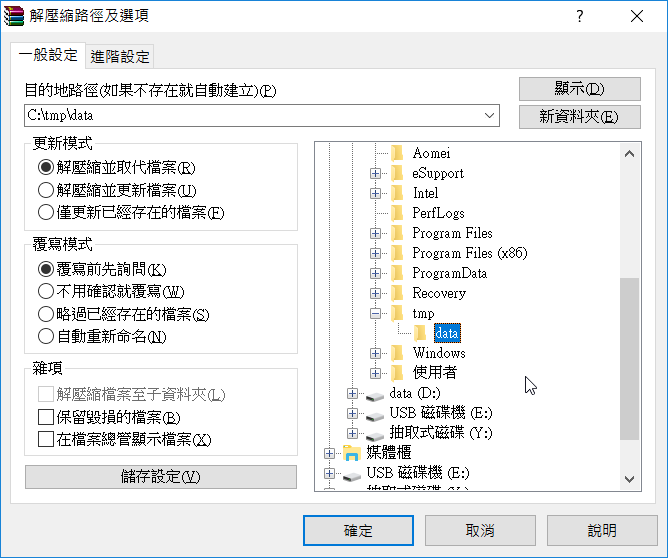 解壓縮路徑及選項
一般設定
進階設定
目的地路徑(如果不存在就自動建立)(P)
顯示(D)
C:\tmp\data
新資料夾(E)
更新模式
解壓縮並取代檔案(R)
解壓縮並更新檔案(U)
僅更新已經存在的檔案(F)
覆寫模式
覆寫前先詢問(K)
不用確認就覆寫(W)
略過已經存在的檔案(S)
自動重新命名(N)
雜項
解壓縮檔案至子資料夾(L)
保留毀損的檔案(B)
在檔案總管顯示檔案(X)
儲存設定(V)
Aomei
eSupport
Intel
PerfLogs
Program Files
Program Files (x86)
ProgramData
Recovery
tmp
data
Windows
使用者
data (D:)
USB 磁碟機 (E:)
抽取式磁碟 (Y:)
媒體櫃
USB 磁碟機 (E:)
確定
取消
說明